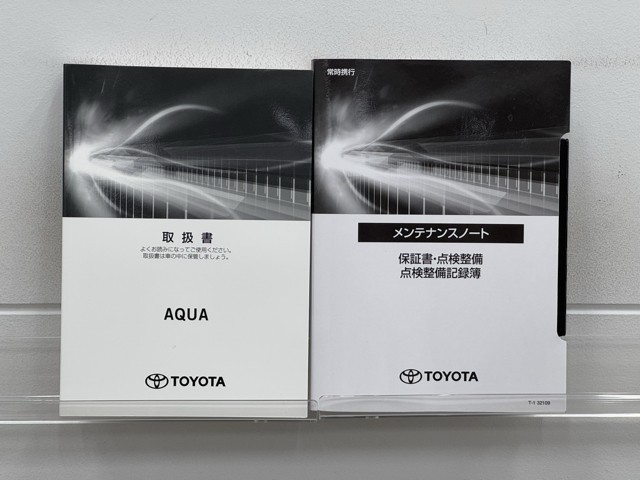 取扱書
よくお読みになってご使用ください。
取扱書は車の中に保管しましょう。
AQUA
TOYOTA
常時携行
メンテナンスノート
保証書・点検整備
点検整備記録簿
TOYOTA
T-1 32109